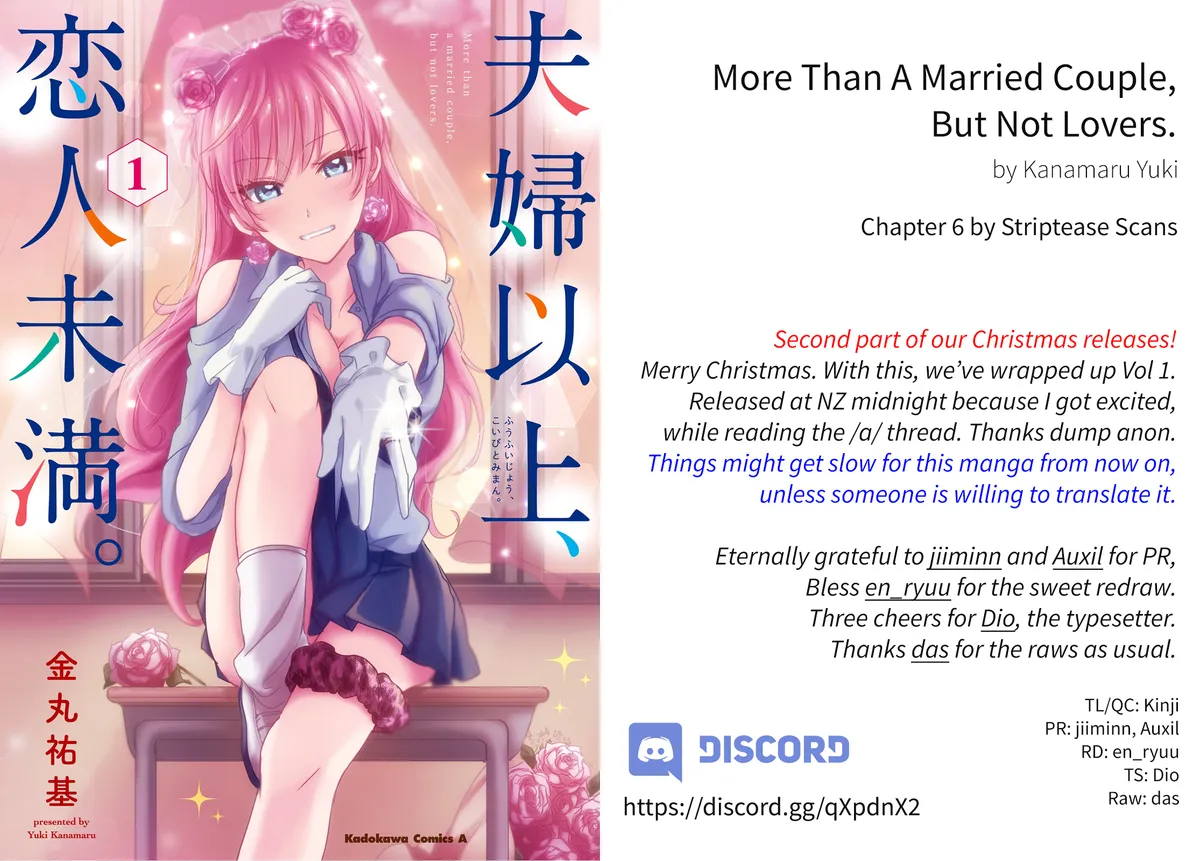 夫婦以上、
恋人未満。
More than
a married couple,
but not lovers.
1
ふうふいじょう、
こいびとみまん。
金丸祐基
presented by
Yuki Kanamaru
Kadokawa Comics A
More Than A Married Couple,
But Not Lovers.
by Kanamaru Yuki
Chapter 6 by Striptease Scans
Second part of our Christmas releases!
Merry Christmas. With this, we’ve wrapped up Vol 1.
Released at NZ midnight because I got excited,
while reading the /a/ thread. Thanks dump anon.
Things might get slow for this manga from now on,
unless someone is willing to translate it.
Eternally grateful to jiiminn and Auxil for PR,
Bless en_ryuu for the sweet redraw.
Three cheers for Dio, the typesetter.
Thanks das for the raws as usual.
TL/QC: Kinji
PR: jiiminn, Auxil
RD: en_ryuu
TS: Dio
Raw: das
DISCORD
https://discord.gg/qXpdnX2